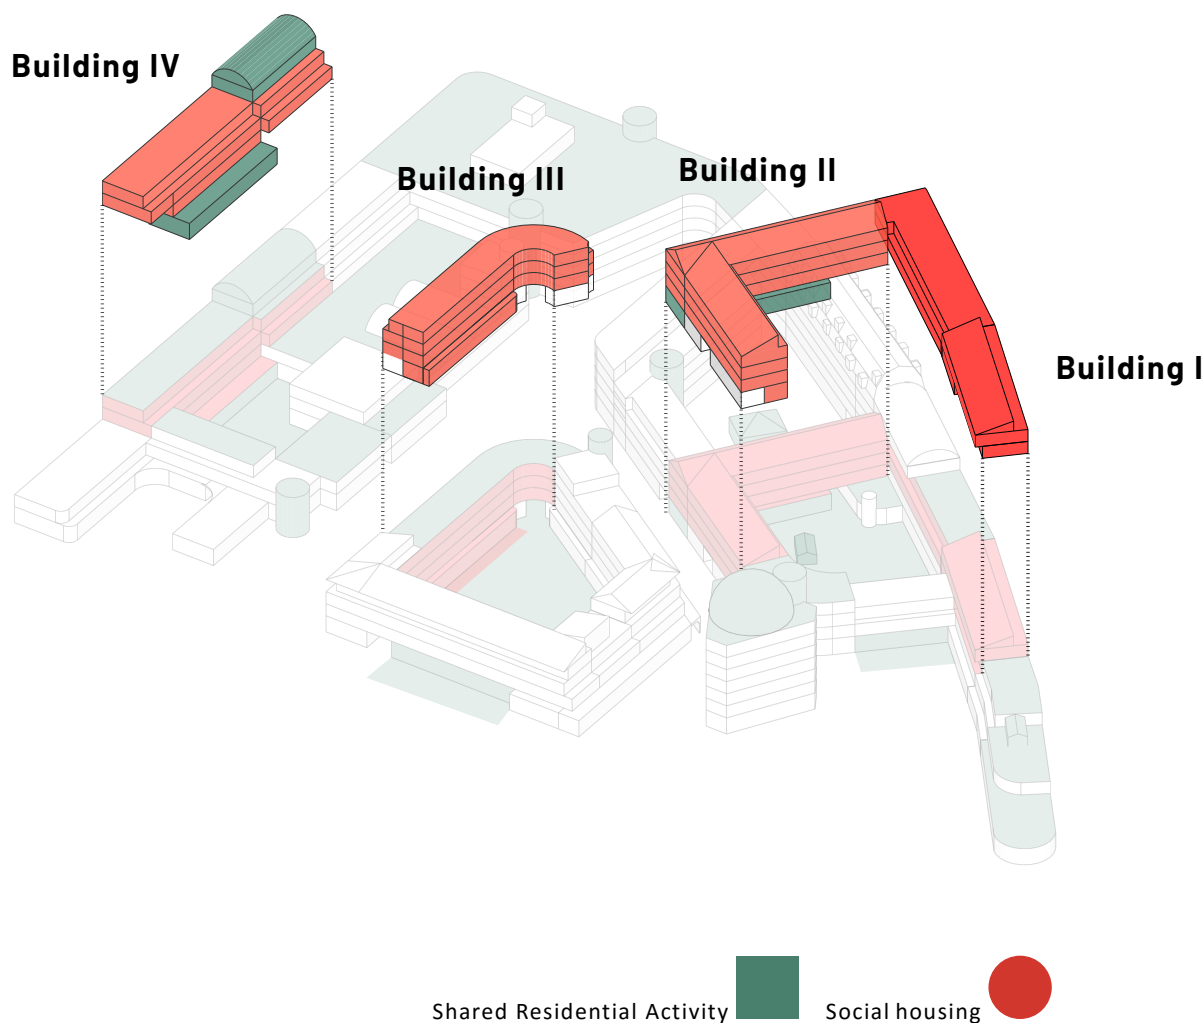 Building IV
Building III
Building II
Building I
Shared Residential Activity
Social housing